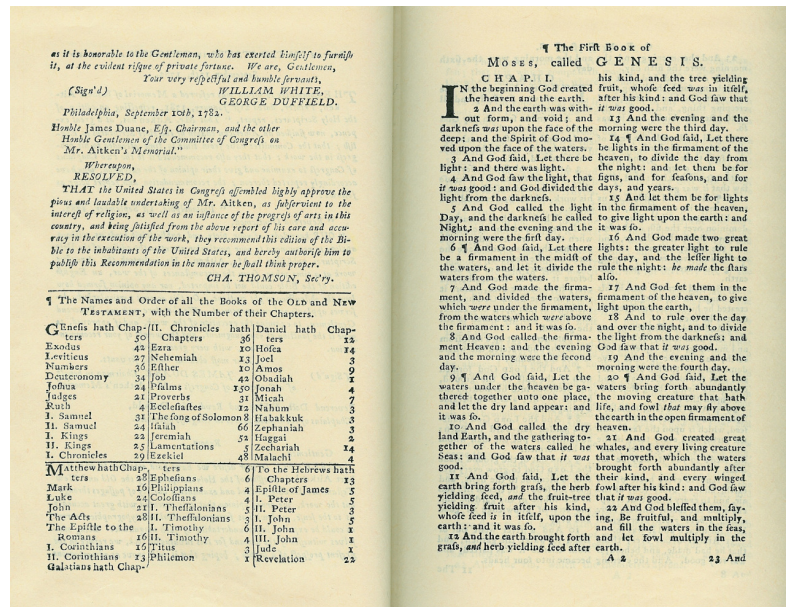 as it is honorable to the Gentleman, who has exerted himſelf to furniſh
it, at the evident riſque of private fortune. We are, Gentlemen,
Your very reſpectful and humble ſervants,
(Sign'd) WILLIAM WHITE,
GEORGE DUFFIELD.
Philadelphia, September 10th, 1782.
Honble James Duane, Eſq. Chairman, and the other
Honble Gentlemen of the Committee of Congreſs on
Mr. Aitken's Memorial."
Whereupon,
RESOLVED,
THAT the United States in Congreſs aſſembled highly approve the
pious and laudable undertaking of Mr. Aitken, as ſubſervient to the
intereſt of religion, as well as an inſtance of the progreſs of arts in this
country, and being ſatisfied from the above report of his care and accu-
racy in the execution of the work, they recommend this edition of the Bi-
ble to the inhabitants of the United States, and hereby authoriſe him to
publiſh this Recommendation in the manner he ſhall think proper.
CHA. THOMSON, Sec'ry.
¶ The Names and Order of all the Books of the OLD and NEW
TESTAMENT, with the Number of their Chapters.
GEneſis hath Chap-
ters 50
Exodus 42
Leviticus 27
Numbers 36
Deuteronomy 34
Joſhua 24
Judges 21
Ruth 4
I. Samuel 31
II. Samuel 24
I. Kings 22
II. Kings 25
I. Chronicles 29
II. Chronicles hath
Chapters 36
Ezra 10
Nehemiah 13
Eſther 10
Job 42
Pſalms 150
Proverbs 31
Eccleſiaſtes 12
The ſong of Solomon 8
Iſaiah 66
Jeremiah 52
Lamentations 5
Ezekiel 48
Daniel hath Chap-
ters 12
Hoſea 14
Joel 3
Amos 9
Obadiah 1
Jonah 4
Micah 7
Nahum 3
Habakkuk 3
Zephaniah 3
Haggai 2
Zechariah 14
Malachi 4
MAtthew hath Chap-
ters 28
Mark 16
Luke 24
John 21
The Acts 28
The Epiſtle to the
Romans 16
I. Corinthians 16
II. Corinthians 13
Galatians hath Chap-
ters 6
Epheſians 6
Philippians 4
Coloſſians 4
I. Theſſalonians 5
II. Theſſalonians 3
I. Timothy 6
II. Timothy 4
Titus 3
Philemon 1
To the Hebrews hath
Chapters 13
Epiſtle of James 5
I. Peter 5
II. Peter 3
I. John 5
II. John 1
III. John 1
Jude 1
Revelation 22
¶ The Firſt BOOK of
MOSES, called GENESIS.
CHAP. I.
IN the beginning God created
the heaven and the earth.
2 And the earth was with-
out form, and void; and
darkneſs was upon the face of the
deep; and the Spirit of God mo-
ved upon the face of the waters.
3 And God ſaid, Let there be
light: and there was light.
4 And God ſaw the light, that
it was good: and God divided the
light from the darkneſs.
5 And God called the light
Day, and the darkneſs he called
Night; and the evening and the
morning were the firſt day.
6 ¶ And God ſaid, Let there
be a firmament in the midſt of
the waters, and let it divide the
waters from the waters.
7 And God made the firma-
ment, and divided the waters,
which were under the firmament,
from the waters which were above
the firmament: and it was ſo.
8 And God called the firma-
ment Heaven: and the evening
and the morning were the ſecond
day.
9 ¶ And God ſaid, Let the
waters under the heaven be ga-
thered together unto one place,
and let the dry land appear: and
it was ſo.
10 And God called the dry
land Earth, and the gathering to-
gether of the waters called he
Seas: and God ſaw that it was
good.
11 And God ſaid, Let the
earth bring forth graſs, the herb
yielding ſeed, and the fruit-tree
yielding fruit after his kind,
whoſe ſeed is in itſelf, upon the
earth: and it was ſo.
12 And the earth brought forth
graſs, and herb yielding ſeed after
his kind, and the tree yielding
fruit, whoſe ſeed was in itſelf,
after his kind: and God ſaw that
it was good.
13 And the evening and the
morning were the third day.
14 ¶ And God ſaid, Let there
be lights in the firmament of the
heaven, to divide the day from
the night: and let them be for
ſigns, and for ſeaſons, and for
days, and years.
15 And let them be for lights
in the firmament of the heaven,
to give light upon the earth: and
it was ſo.
16 And God made two great
lights: the greater light to rule
the day, and the leſſer light to
rule the night: he made the ſtars
alſo.
17 And God ſet them in the
firmament of the heaven, to give
light upon the earth,
18 And to rule over the day
and over the night, and to divide
the light from the darkneſs: and
God ſaw that it was good.
19 And the evening and the
morning were the fourth day.
20 ¶ And God ſaid, Let the
waters bring forth abundantly
the moving creature that hath
life, and fowl that may fly above
the earth in the open firmament of
heaven.
21 And God created great
whales, and every living creature
that moveth, which the waters
brought forth abundantly after
their kind, and every winged
fowl after his kind: and God ſaw
that it was good.
22 And God bleſſed them, ſay-
ing, Be fruitful, and multiply,
and fill the waters in the ſeas,
and let fowl multiply in the
earth.
A 2 23 And